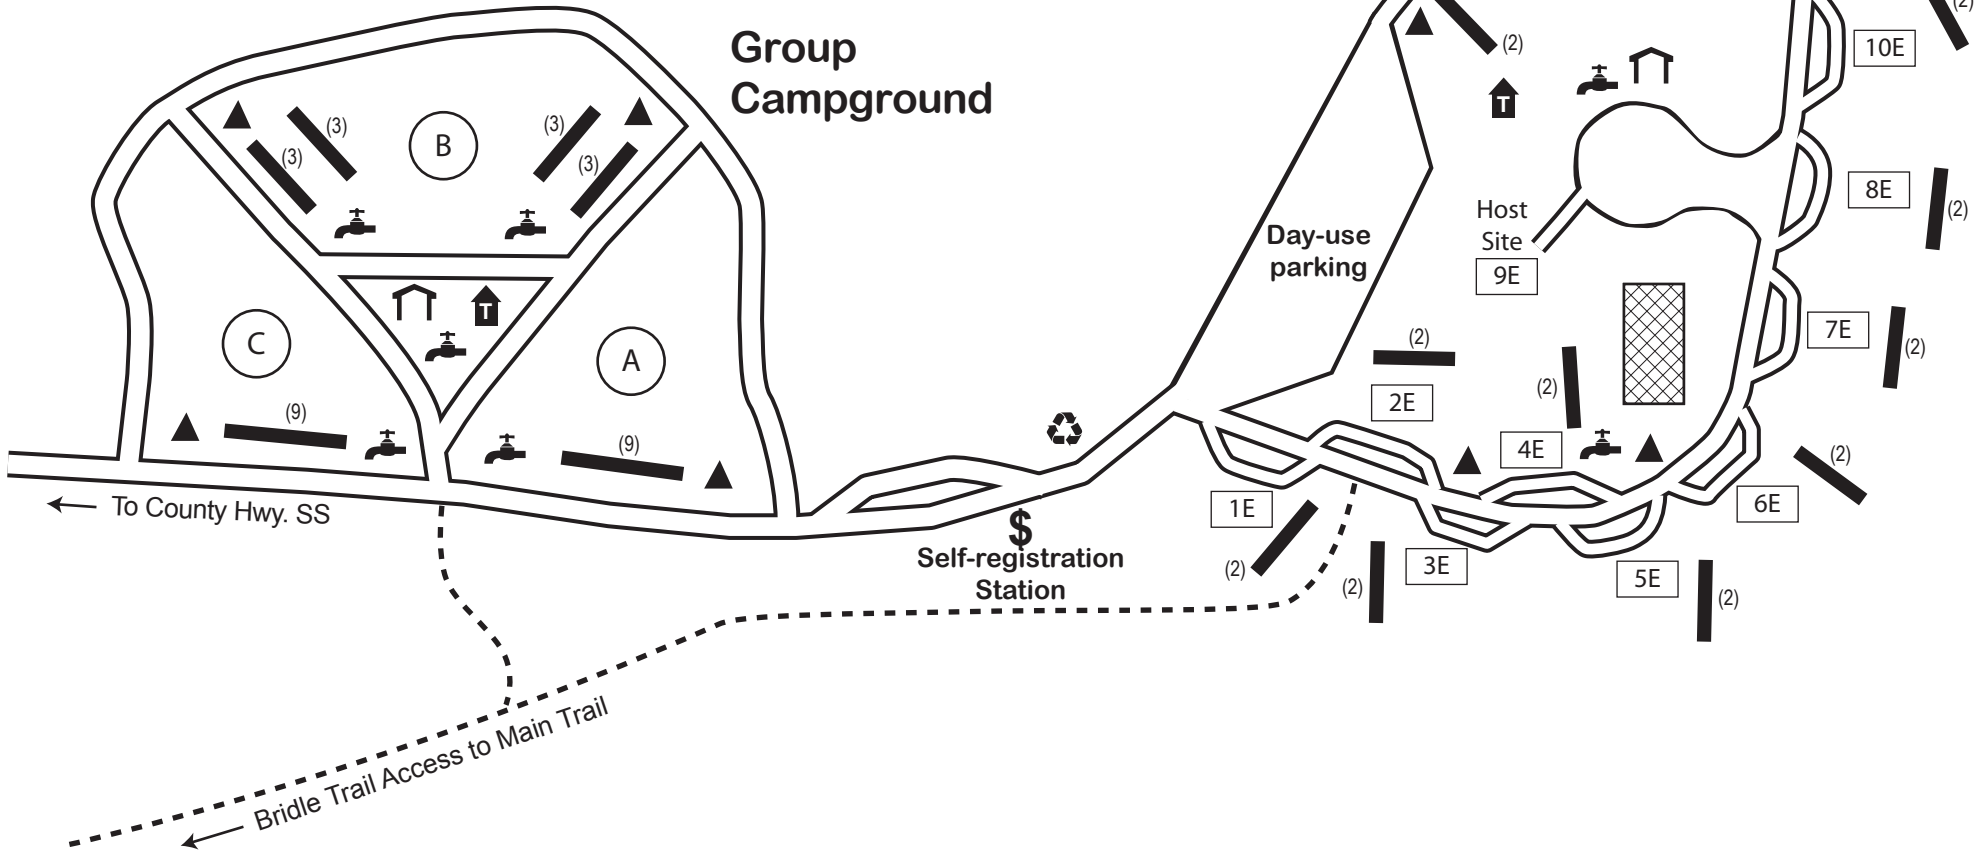 Group
Campground
B
(3)
(3)
(3)
(3)
C
A
(9)
(9)
T
To County Hwy. SS
Bridle Trail Access to Main Trail
$
Self-registration
Station
Day-use
parking
(2)
T
Host
Site
9E
(2)
10E
8E
(2)
7E
(2)
(2)
2E
(2)
4E
(2)
6E
1E
(2)
(2)
3E
5E
(2)